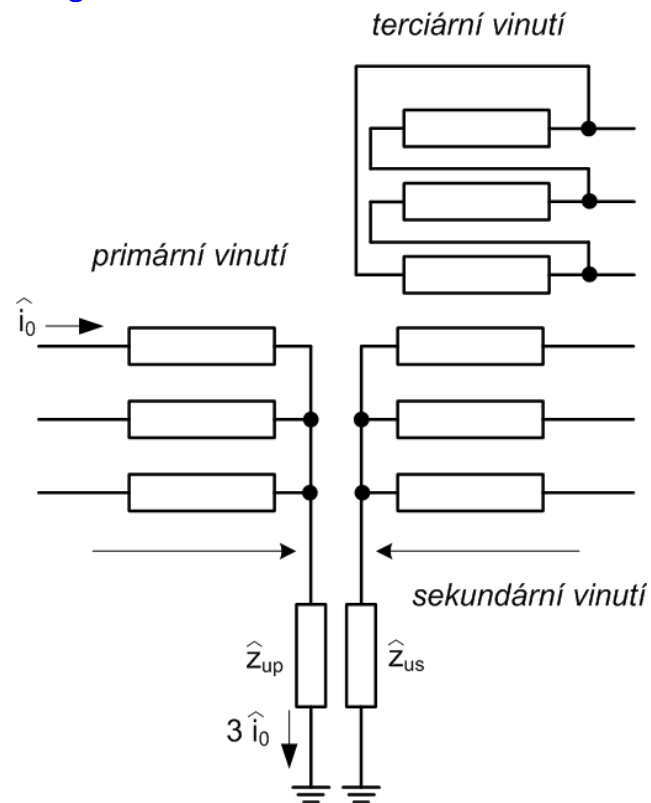 terciární vinutí
primární vinutí
î₀
sekundární vinutí
ẑup
ẑus
3 î₀